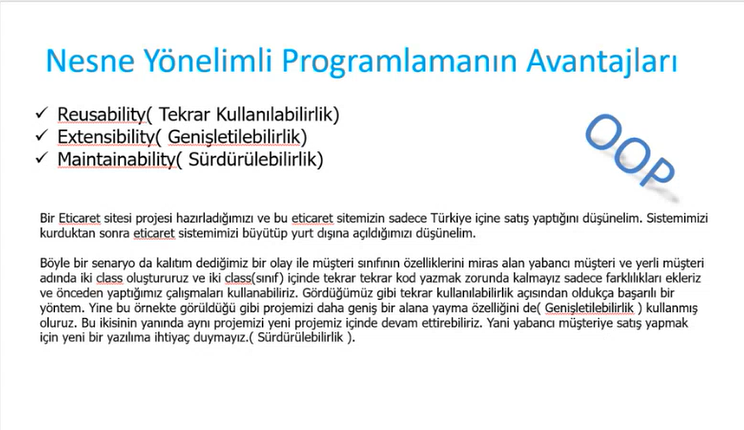 Nesne Yönelimli Programlamanın Avantajları
✓ Reusability( Tekrar Kullanılabilirlik)
✓ Extensibility( Genişletilebilirlik)
✓ Maintainability( Sürdürülebilirlik)
OOP
Bir Eticaret sitesi projesi hazırladığımızı ve bu eticaret sitemizin sadece Türkiye içine satış yaptığını düşünelim. Sistemimizi
kurduktan sonra eticaret sistemimizi büyütüp yurt dışına açıldığımızı düşünelim.
Böyle bir senaryo da kalıtım dediğimiz bir olay ile müşteri sınıfının özelliklerini miras alan yabancı müşteri ve yerli müşteri
adında iki class oluştururuz ve iki class(sınıf) içinde tekrar tekrar kod yazmak zorunda kalmayız sadece farklılıkları ekleriz
ve önceden yaptığımız çalışmaları kullanabiliriz. Gördüğümüz gibi tekrar kullanılabilirlik açısından oldukça başarılı bir
yöntem. Yine bu örnekte görüldüğü gibi projemizi daha geniş bir alana yayma özelliğini de( Genişletilebilirlik ) kullanmış
oluruz. Bu ikisinin yanında aynı projemizi yeni projemiz içinde devam ettirebiliriz. Yani yabancı müşteriye satış yapmak
için yeni bir yazılıma ihtiyaç duymayız.( Sürdürülebilirlik ).